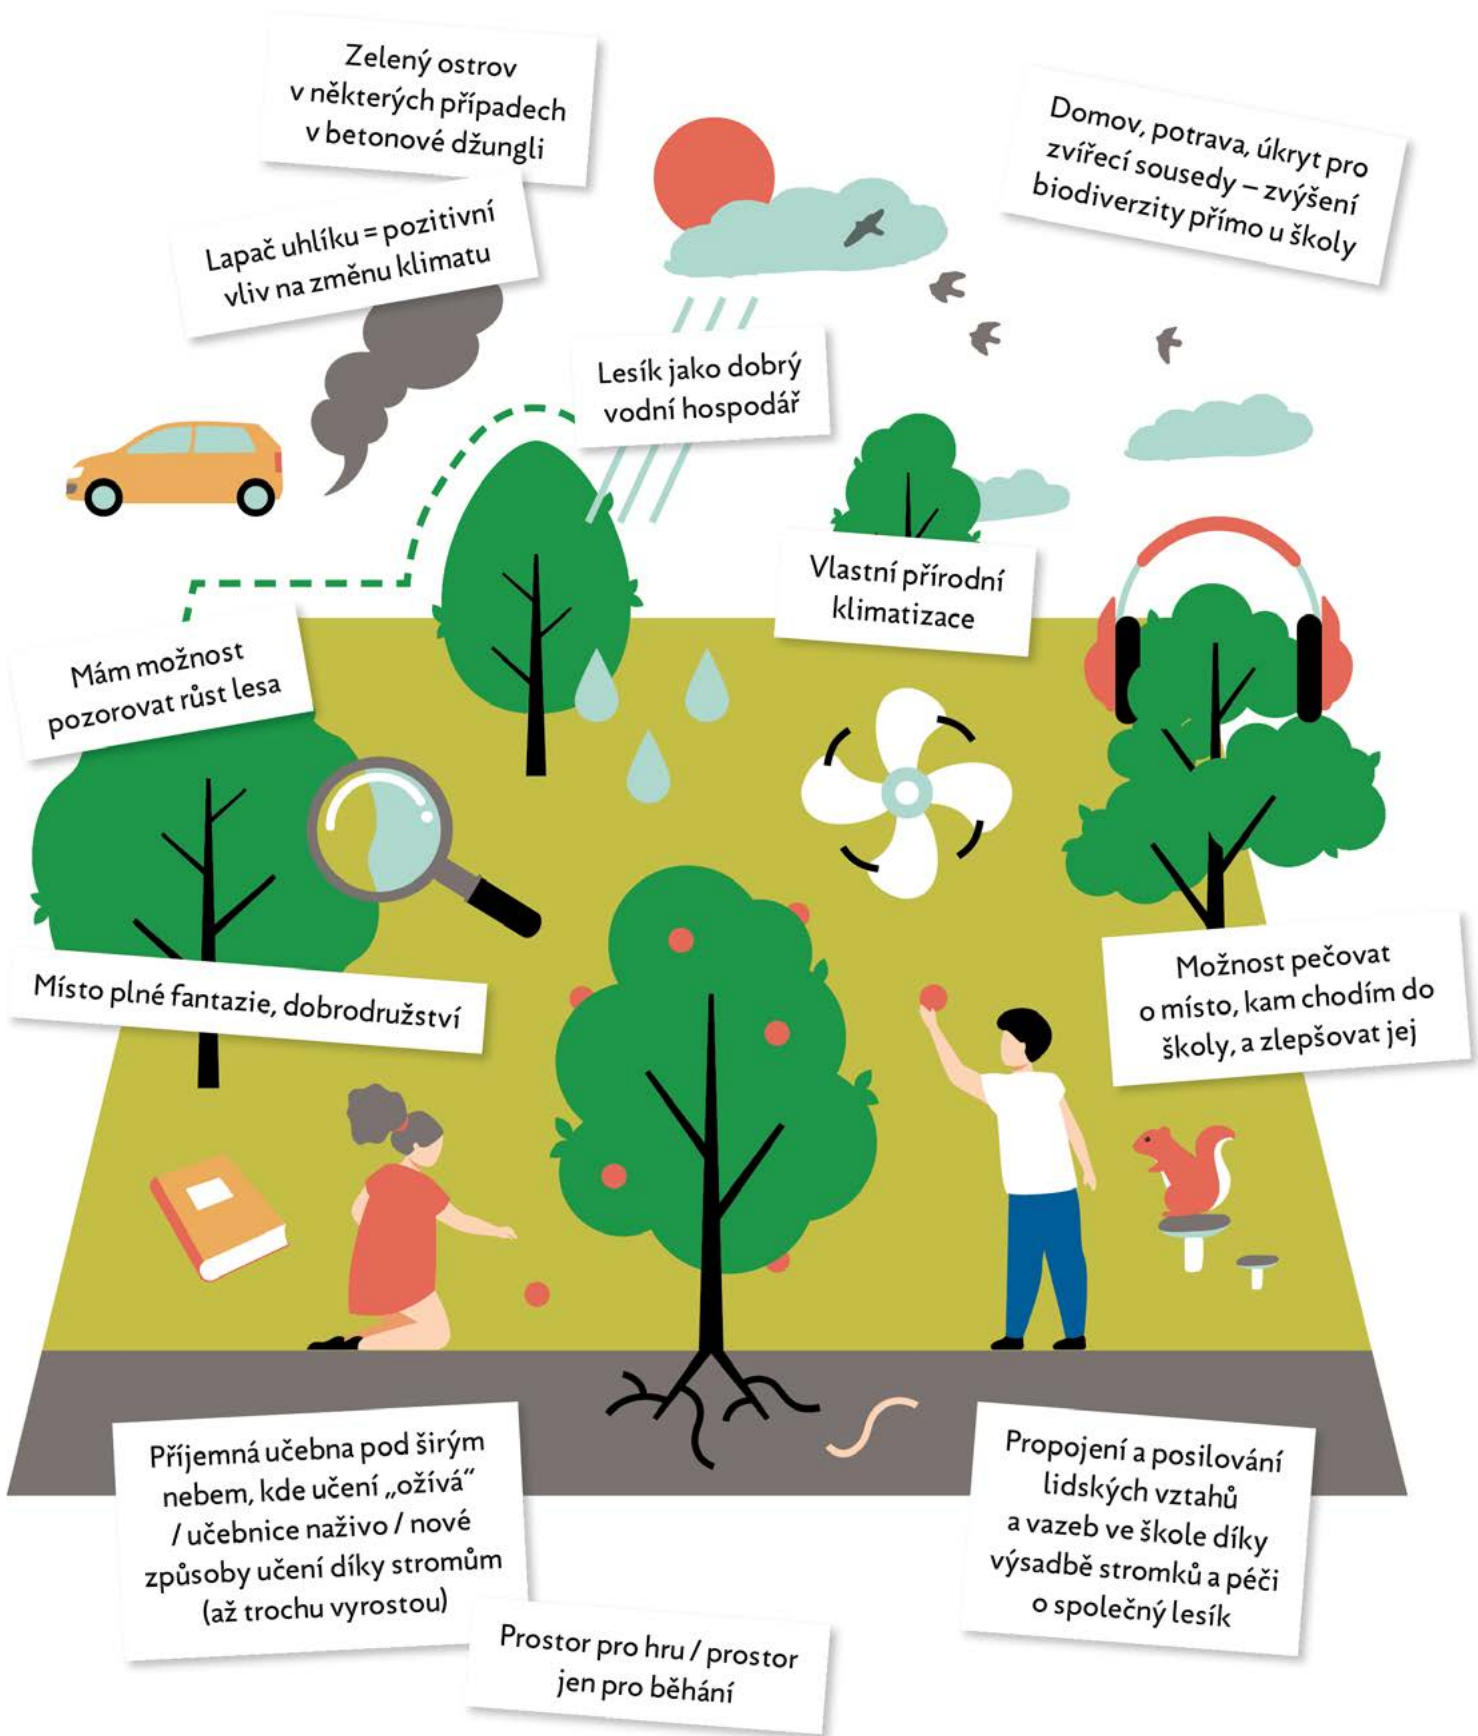 Zelený ostrov
v některých případech
v betonové džungli
Domov, potrava, úkryt pro
zvířecí sousedy – zvýšení
biodiverzity přímo u školy
Lapač uhlíku = pozitivní
vliv na změnu klimatu
Lesík jako dobrý
vodní hospodář
Vlastní přírodní
klimatizace
Mám možnost
pozorovat růst lesa
Místo plné fantazie, dobrodružství
Možnost pečovat
o místo, kam chodím do
školy, a zlepšovat jej
Příjemná učebna pod širým
nebem, kde učení „ožívá“
/ učebnice naživo / nové
způsoby učení díky stromům
(až trochu vyrostou)
Propojení a posilování
lidských vztahů
a vazeb ve škole díky
výsadbě stromků a péči
o společný lesík
Prostor pro hru / prostor
jen pro běhání